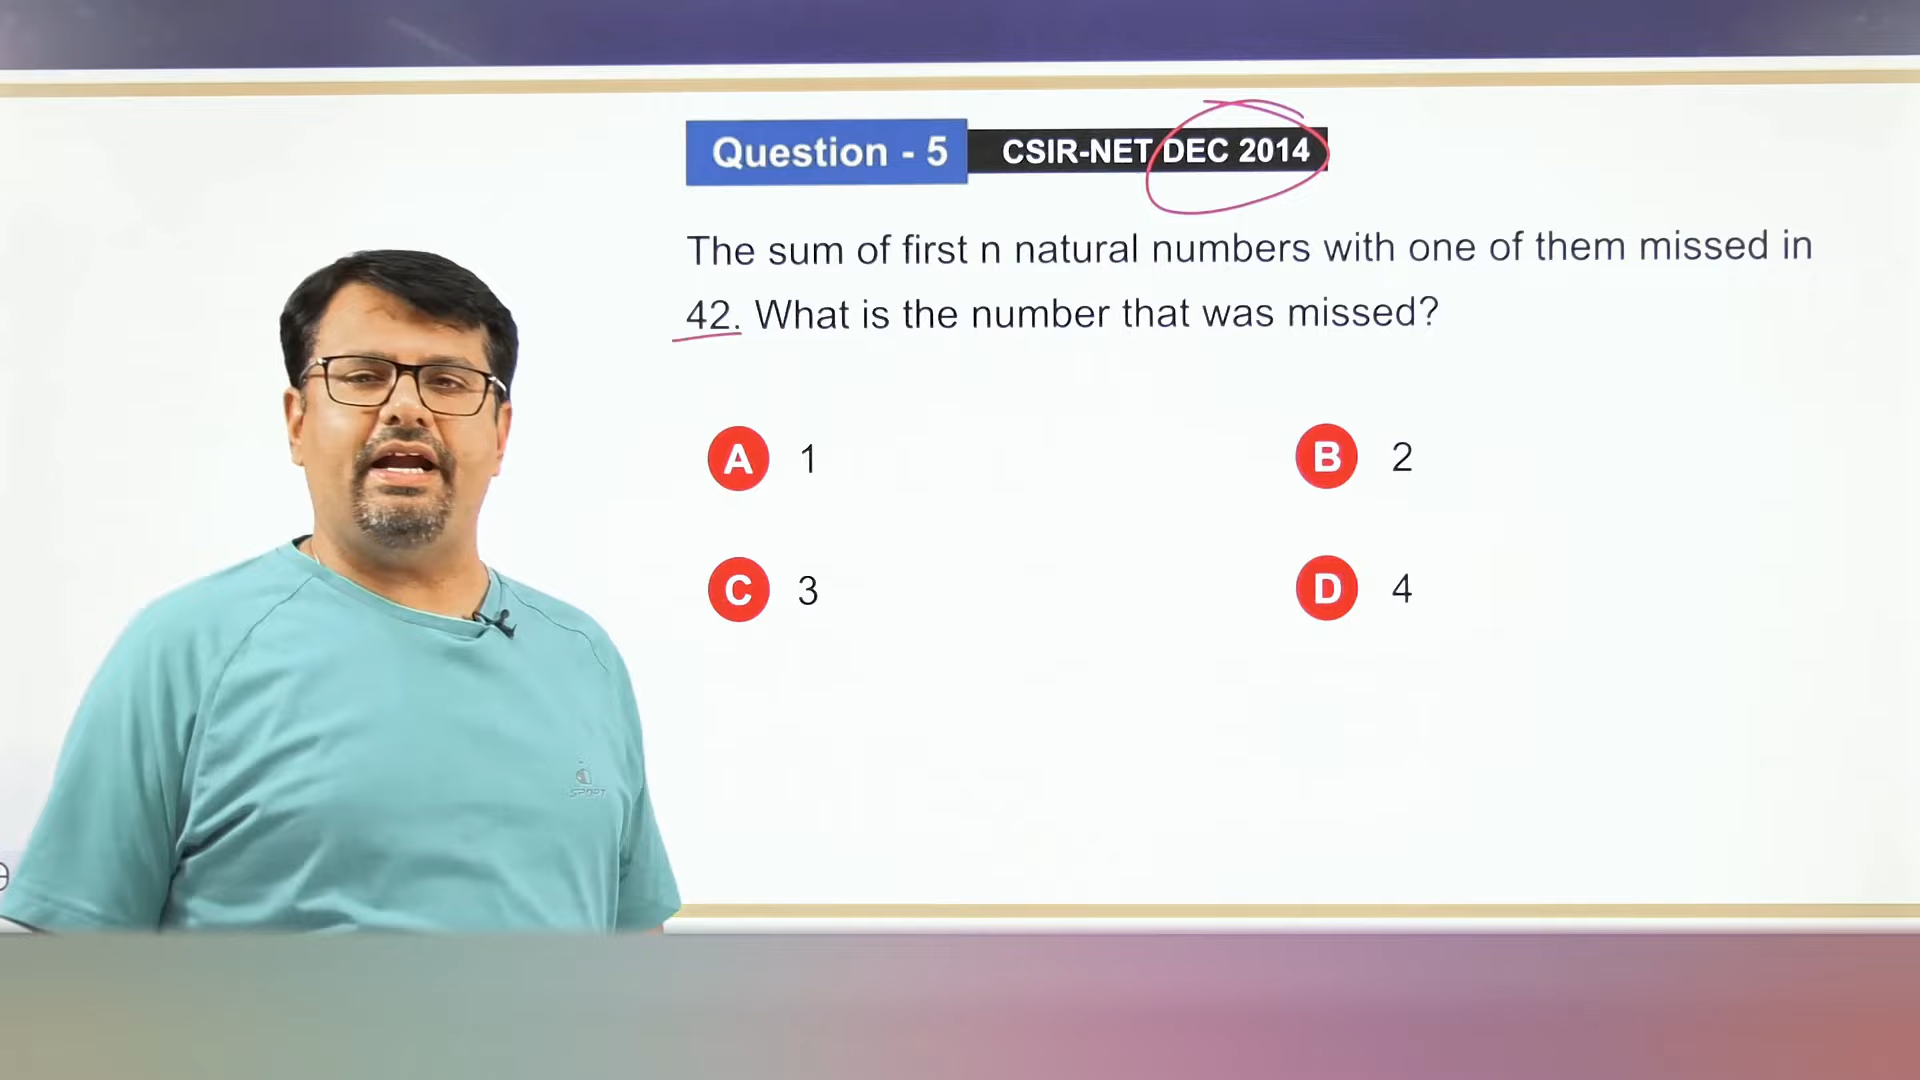 Question - 5 CSIR-NET DEC 2014
The sum of first n natural numbers with one of them missed in
42. What is the number that was missed?
A 1
B 2
C 3
D 4
SPORT